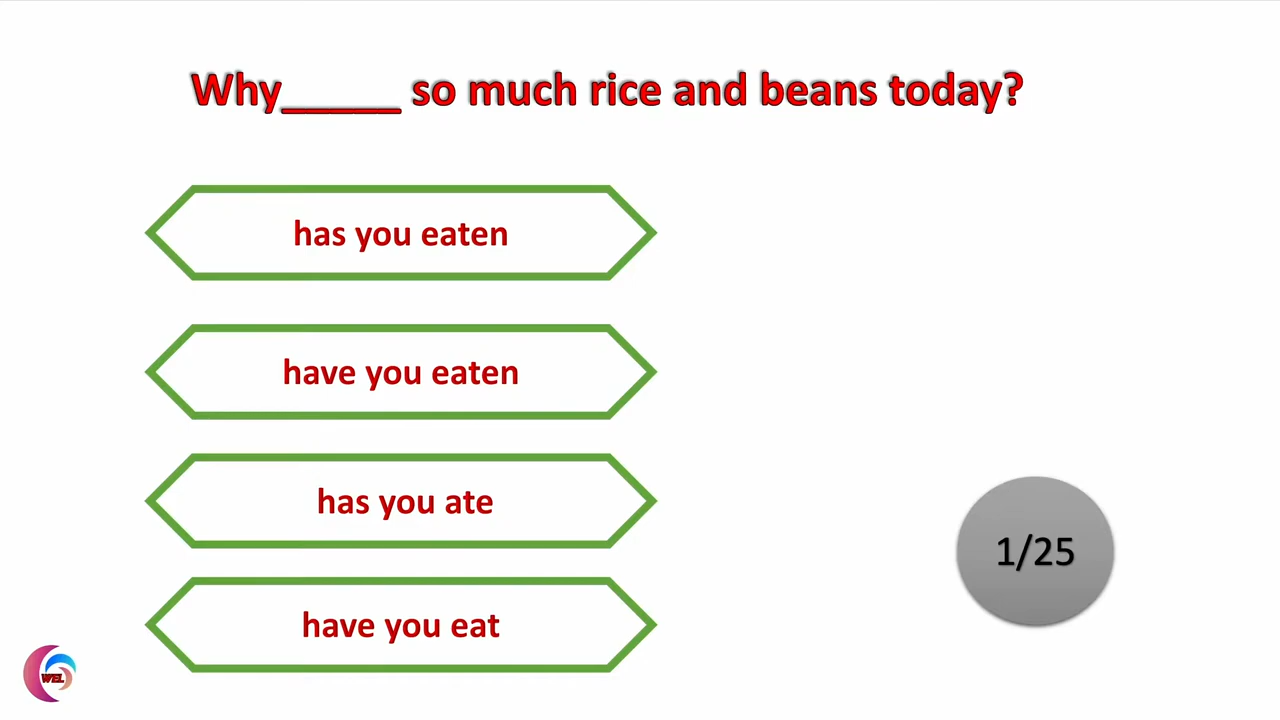 Why_____ so much rice and beans today?
has you eaten
have you eaten
has you ate
have you eat
1/25
WEL